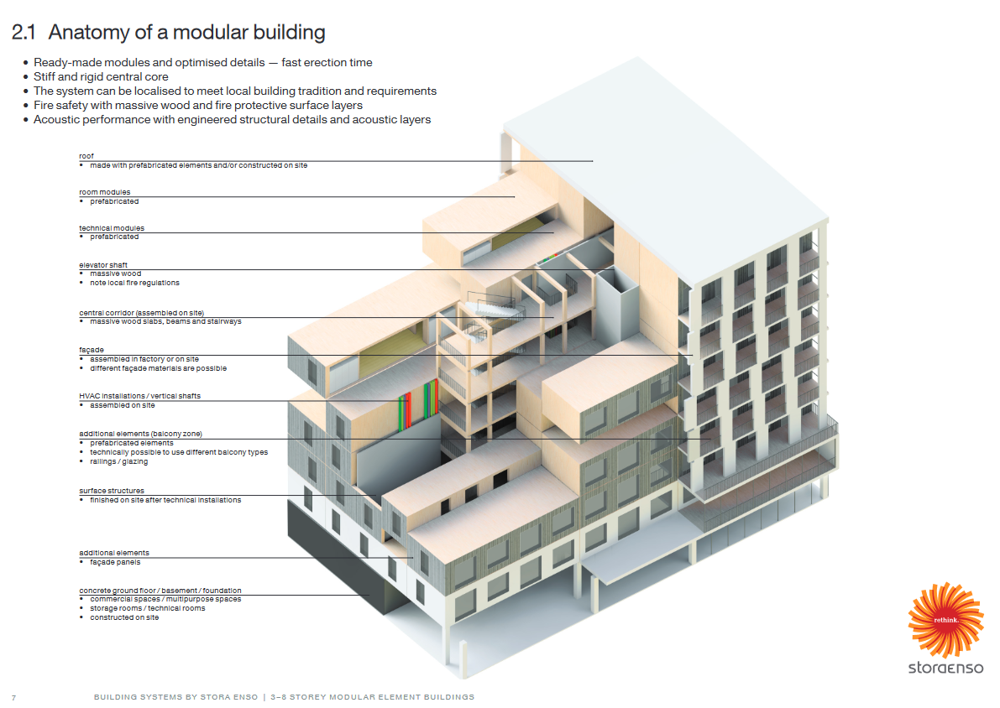 2.1 Anatomy of a modular building
• Ready-made modules and optimised details — fast erection time
• Stiff and rigid central core
• The system can be localised to meet local building tradition and requirements
• Fire safety with massive wood and fire protective surface layers
• Acoustic performance with engineered structural details and acoustic layers
roof
• made with prefabricated elements and/or constructed on site
room modules
• prefabricated
technical modules
• prefabricated
elevator shaft
• massive wood
• note local fire regulations
central corridor (assembled on site)
• massive wood slabs, beams and stairways
façade
• assembled in factory or on site
• different façade materials are possible
HVAC installations / vertical shafts
• assembled on site
additional elements (balcony zone)
• prefabricated elements
• technically possible to use different balcony types
• railings / glazing
surface structures
• finished on site after technical installations
additional elements
• façade panels
concrete ground floor / basement / foundation
• commercial spaces / multipurpose spaces
• storage rooms / technical rooms
• constructed on site
rethink.
storaenso
7 BUILDING SYSTEMS BY STORA ENSO | 3–8 STOREY MODULAR ELEMENT BUILDINGS